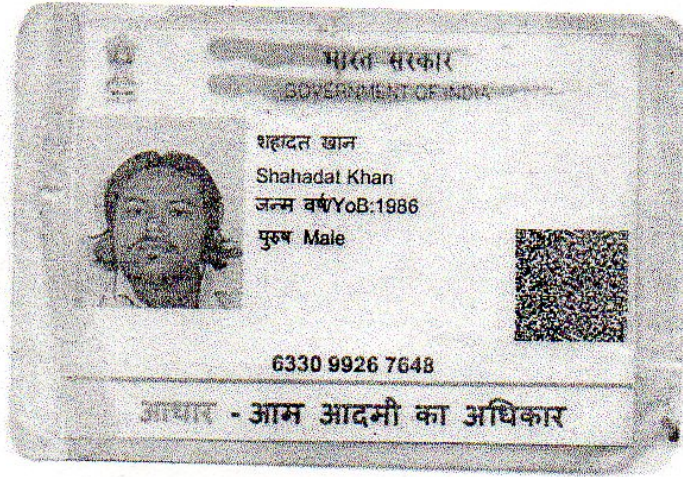 भारत सरकार
GOVERNMENT OF INDIA
शहादत खान
Shahadat Khan
जन्म वर्ष/YoB:1986
पुरुष Male
6330 9926 7648
आधार - आम आदमी का अधिकार